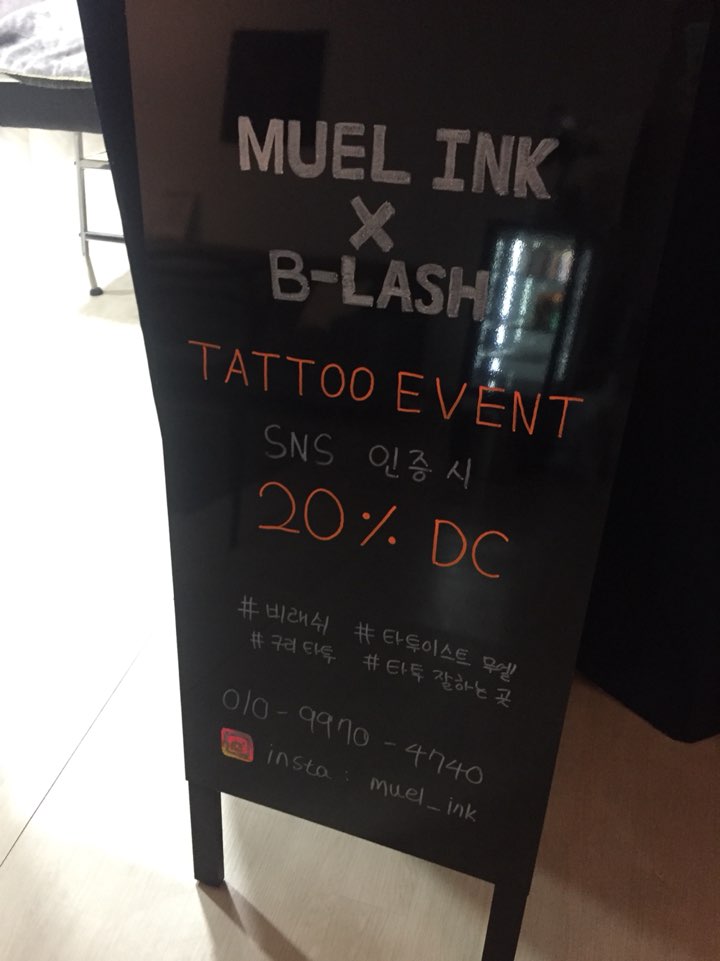 MUEL INK
X
B-LASH
TATTOO EVENT
SNS 인증 시
20% DC
#비래쉬 #타투이스트 무엘
#구리타투 #타투 잘하는 곳
010-9970-4740
insta: muel_ink